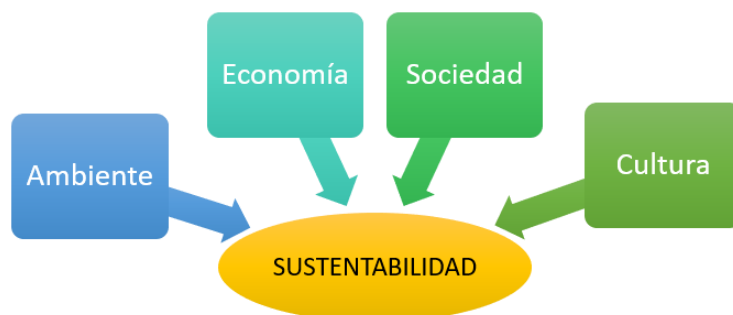 Economía
Sociedad
Ambiente
Cultura
SUSTENTABILIDAD